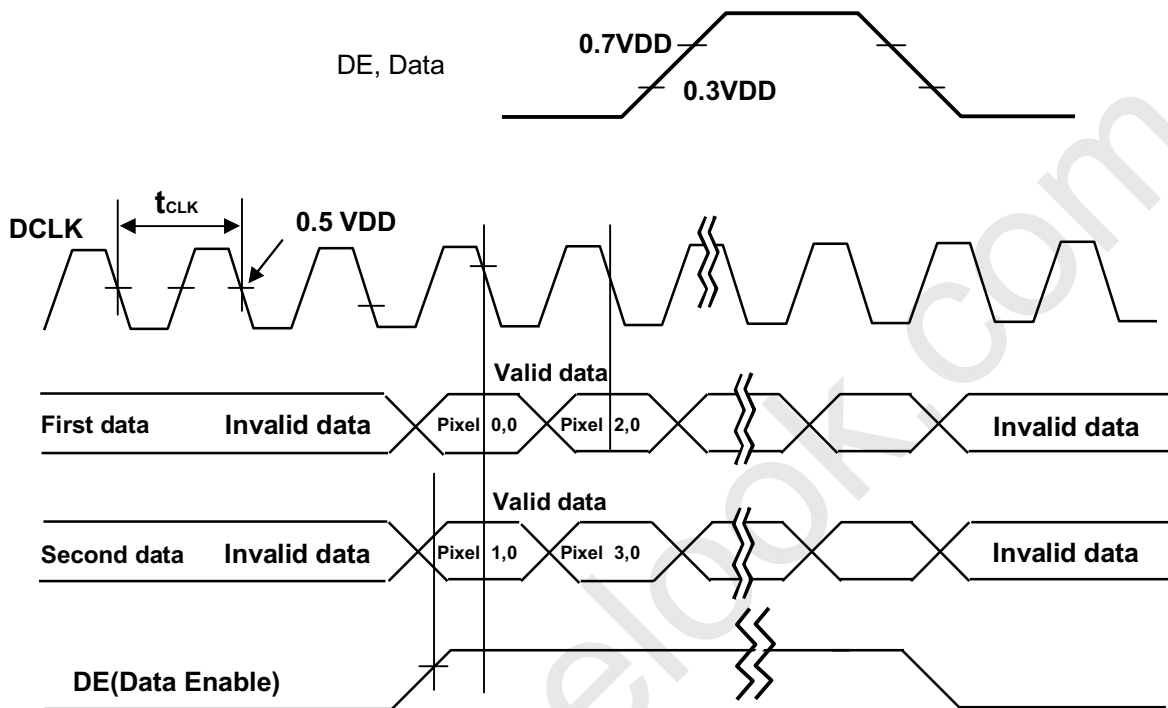 0.7VDD
DE, Data
0.3VDD
tCLK
0.5 VDD
DCLK
Valid data
First data Invalid data Pixel 0,0 Pixel 2,0 Invalid data
Valid data
Second data Invalid data Pixel 1,0 Pixel 3,0 Invalid data
DE(Data Enable)
elook.com